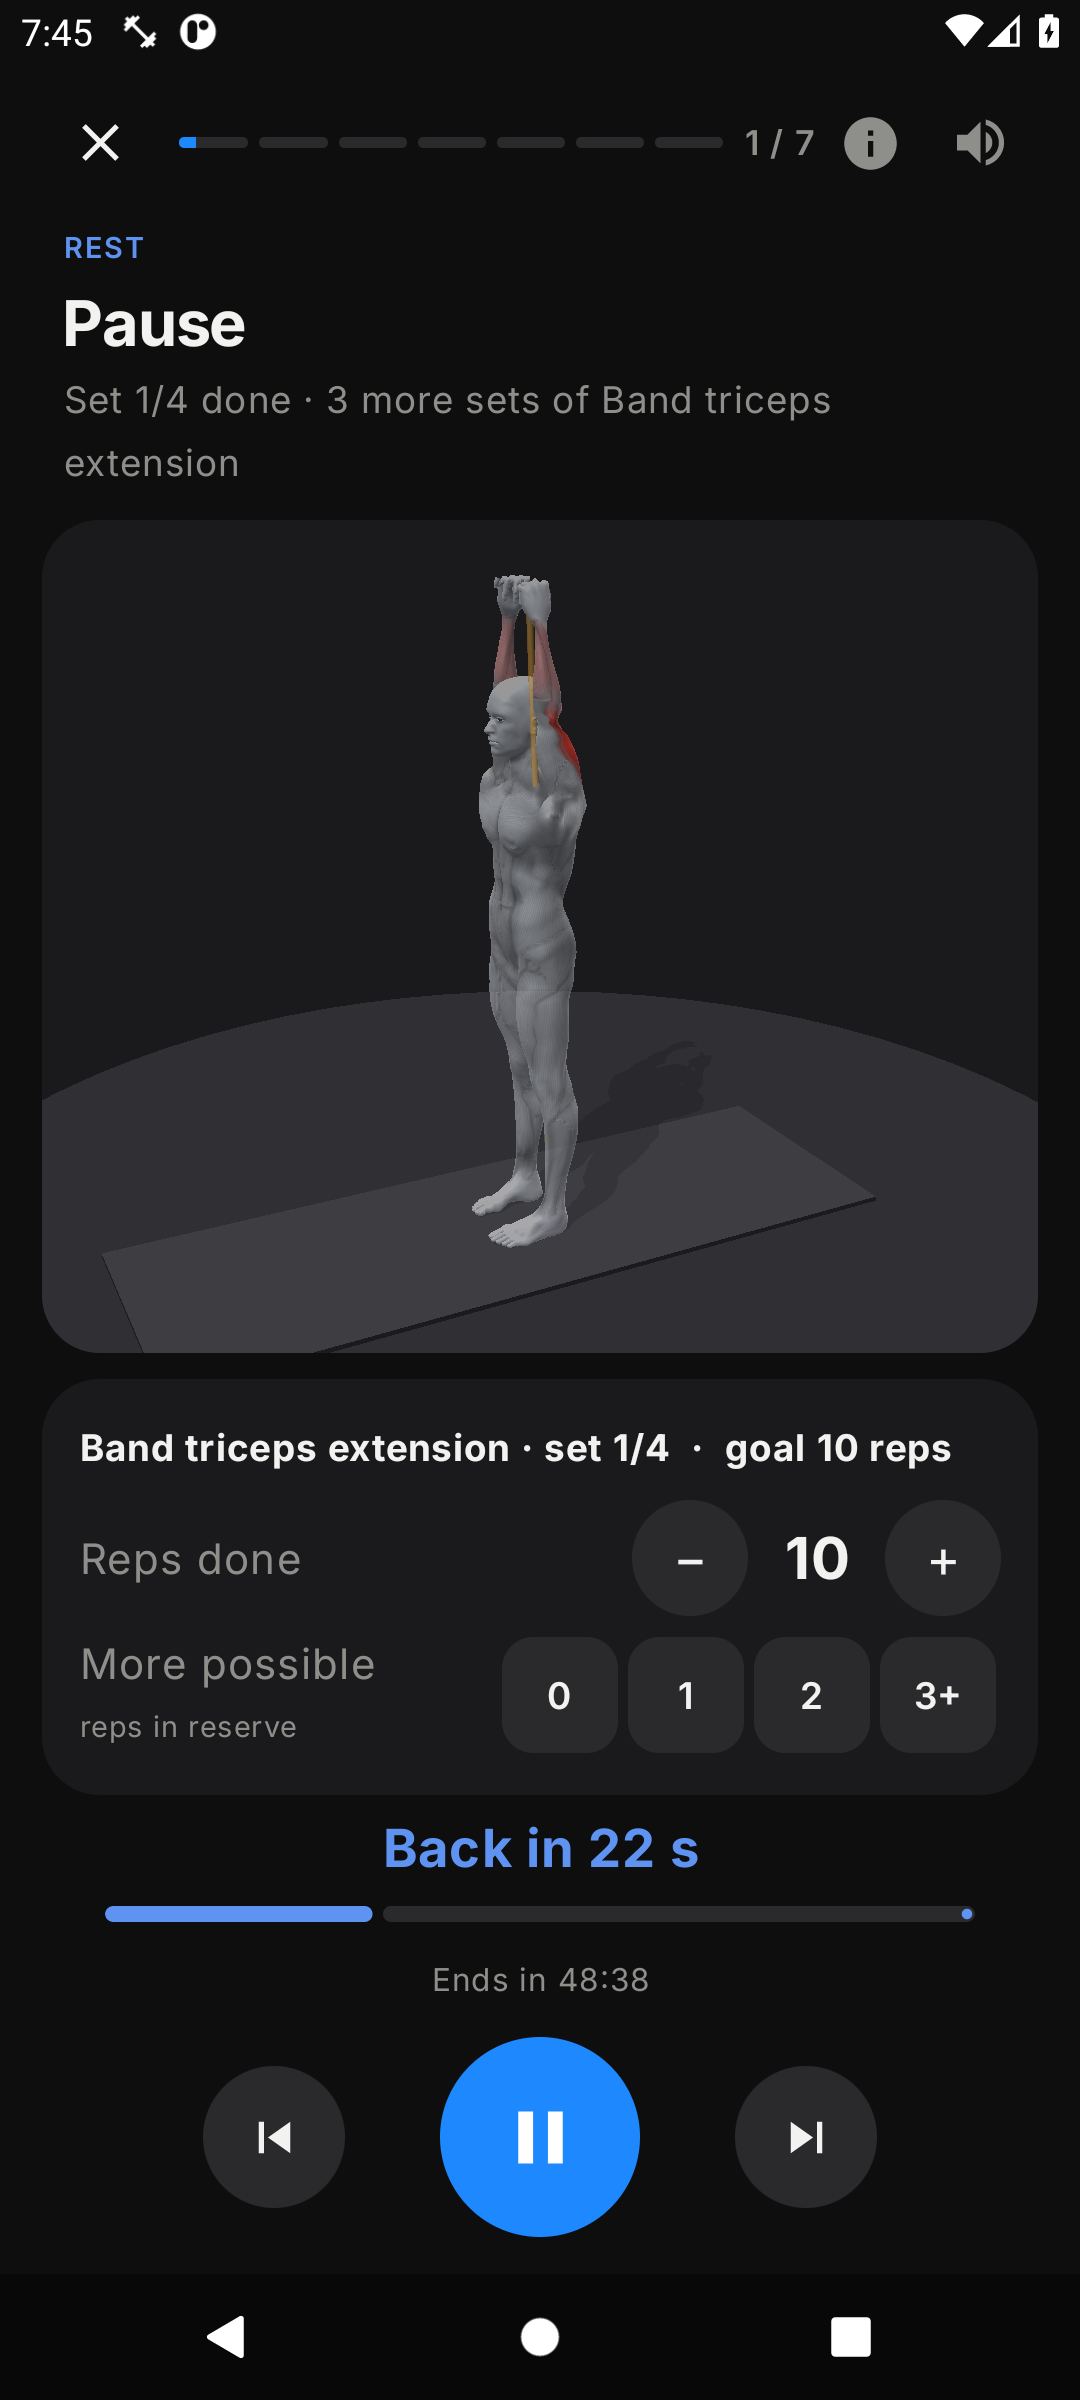 7:45
1 / 7
REST
Pause
Set 1/4 done · 3 more sets of Band triceps
extension
Band triceps extension · set 1/4 · goal 10 reps
Reps done
− 10 +
More possible
reps in reserve
0 1 2 3+
Back in 22 s
Ends in 48:38